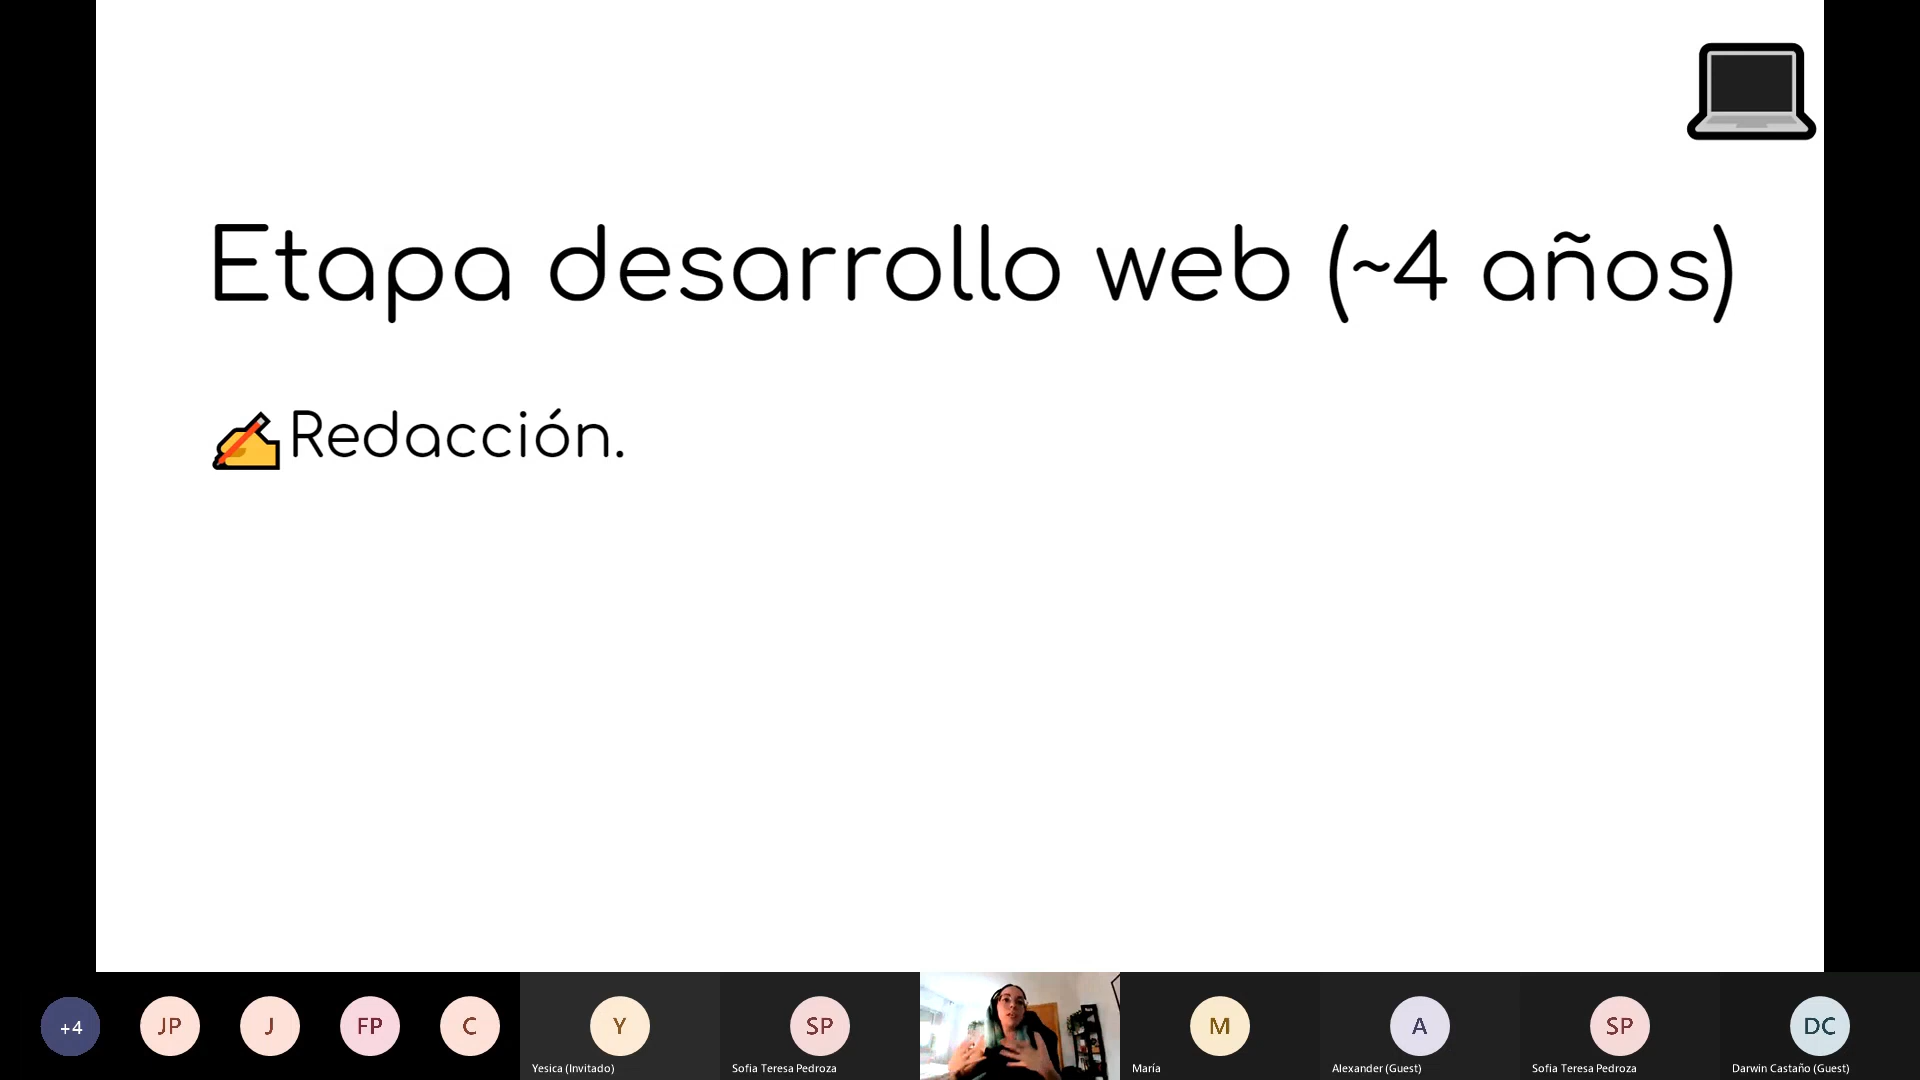 Etapa desarrollo web (~4 años)
✍Redacción.
+4
JP
J
FP
C
Y
SP
M
A
SP
DC
Yesica (Invitado)
Sofia Teresa Pedroza
María
Alexander (Guest)
Sofia Teresa Pedroza
Darwin Castaño (Guest)